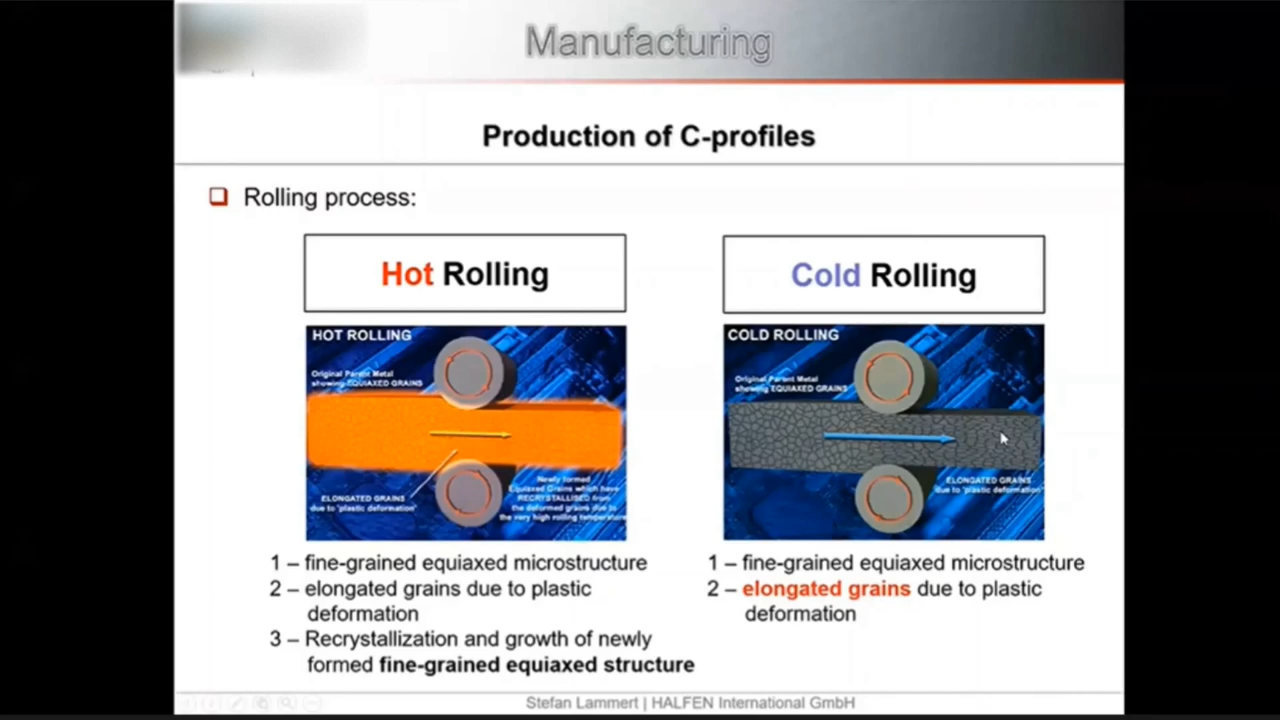 Manufacturing
Production of C-profiles
Rolling process:
Hot Rolling
HOT ROLLING
Original Parent Metal
showing EQUIAXED GRAINS
ELONGATED GRAINS
due to 'plastic deformation'
Newly formed
Equiaxed Grains which have
RECRYSTALLISED from
the deformed grains due to
the very high rolling temperature
1 – fine-grained equiaxed microstructure
2 – elongated grains due to plastic
deformation
3 – Recrystallization and growth of newly
formed fine-grained equiaxed structure
Cold Rolling
COLD ROLLING
Original Parent Metal
showing EQUIAXED GRAINS
ELONGATED GRAINS
due to 'plastic deformation'
1 – fine-grained equiaxed microstructure
2 – elongated grains due to plastic
deformation
Stefan Lammert | HALFEN International GmbH